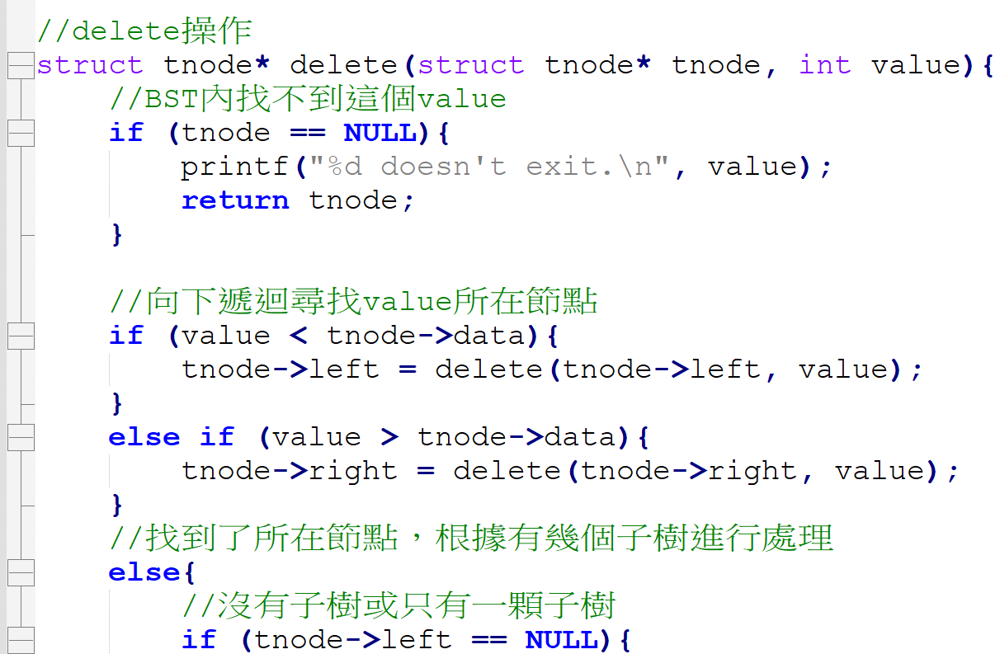 //delete操作
struct tnode* delete(struct tnode* tnode, int value){
//BST內找不到這個value
if (tnode == NULL){
printf("%d doesn't exit.\n", value);
return tnode;
}
//向下遞迴尋找value所在節點
if (value < tnode->data){
tnode->left = delete(tnode->left, value);
}
else if (value > tnode->data){
tnode->right = delete(tnode->right, value);
}
//找到了所在節點，根據有幾個子樹進行處理
else{
//沒有子樹或只有一顆子樹
if (tnode->left == NULL){